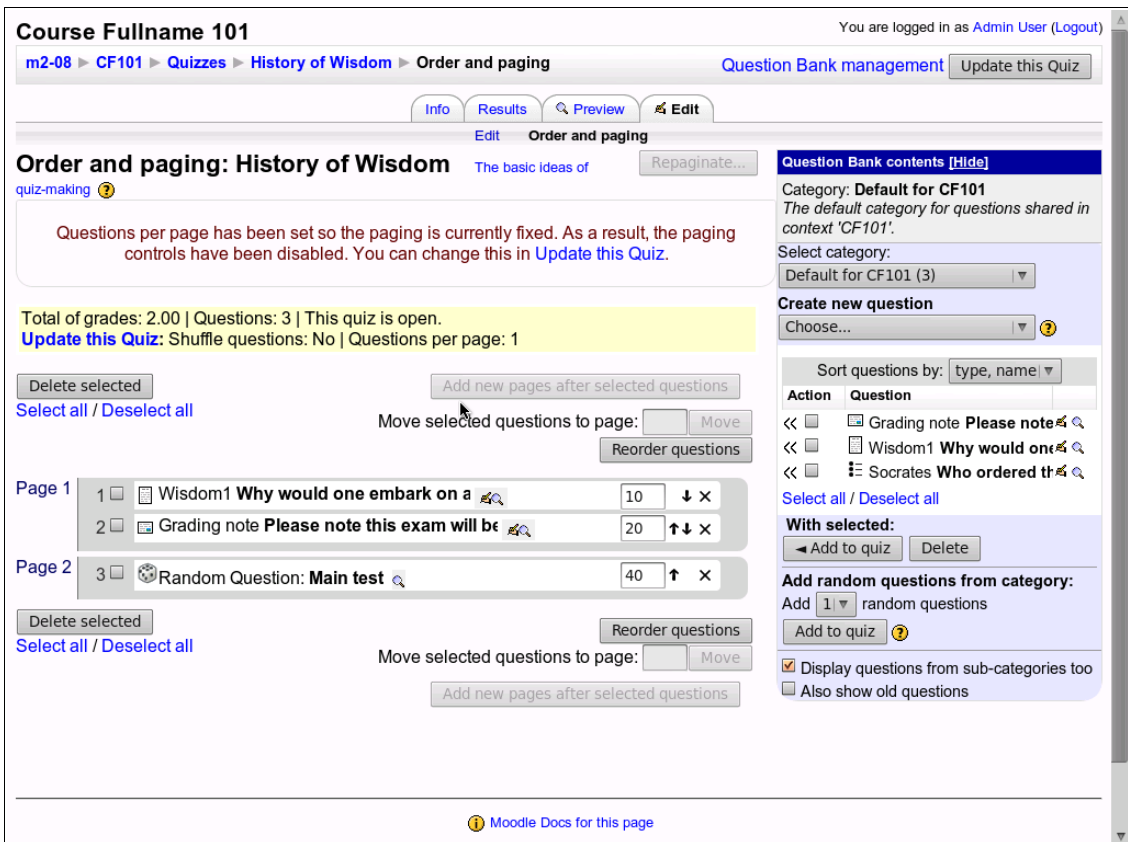 Course Fullname 101
You are logged in as Admin User (Logout)
m2-08 ► CF101 ► Quizzes ► History of Wisdom ► Order and paging
Question Bank management Update this Quiz
Info Results Preview Edit
Edit Order and paging
Order and paging: History of Wisdom The basic ideas of
quiz-making
Repaginate...
Questions per page has been set so the paging is currently fixed. As a result, the paging
controls have been disabled. You can change this in Update this Quiz.
Total of grades: 2.00 | Questions: 3 | This quiz is open.
Update this Quiz: Shuffle questions: No | Questions per page: 1
Delete selected Add new pages after selected questions
Select all / Deselect all
Move selected questions to page: Move
Reorder questions
Page 1
1 Wisdom1 Why would one embark on a 10
2 Grading note Please note this exam will be 20
Page 2
3 Random Question: Main test 40
Delete selected Reorder questions
Select all / Deselect all
Move selected questions to page: Move
Add new pages after selected questions
Question Bank contents [Hide]
Category: Default for CF101
The default category for questions shared in
context 'CF101'.
Select category:
Default for CF101 (3)
Create new question
Choose...
Sort questions by: type, name
Action Question
Grading note Please note
Wisdom1 Why would one
Socrates Who ordered th
Select all / Deselect all
With selected:
◄ Add to quiz Delete
Add random questions from category:
Add 1 random questions
Add to quiz
Display questions from sub-categories too
Also show old questions
Moodle Docs for this page